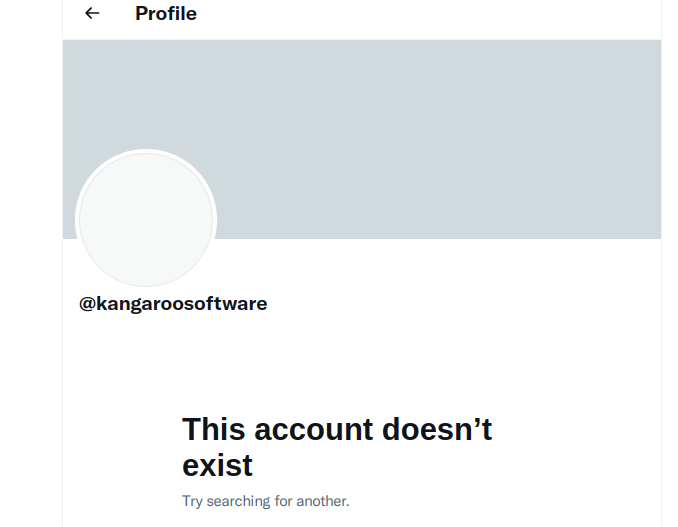 Profile
@kangaroosoftware
This account doesn’t
exist
Try searching for another.